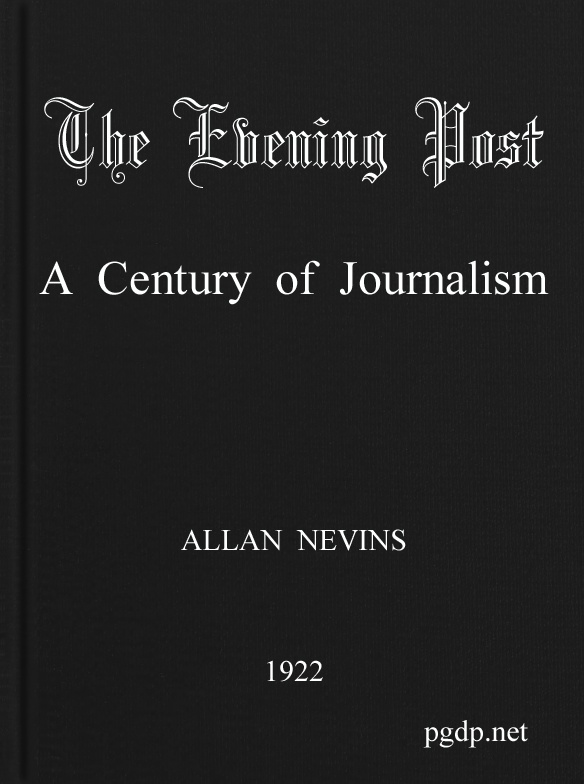 The Evening Post
A Century of Journalism
ALLAN NEVINS
1922
pgdp.net